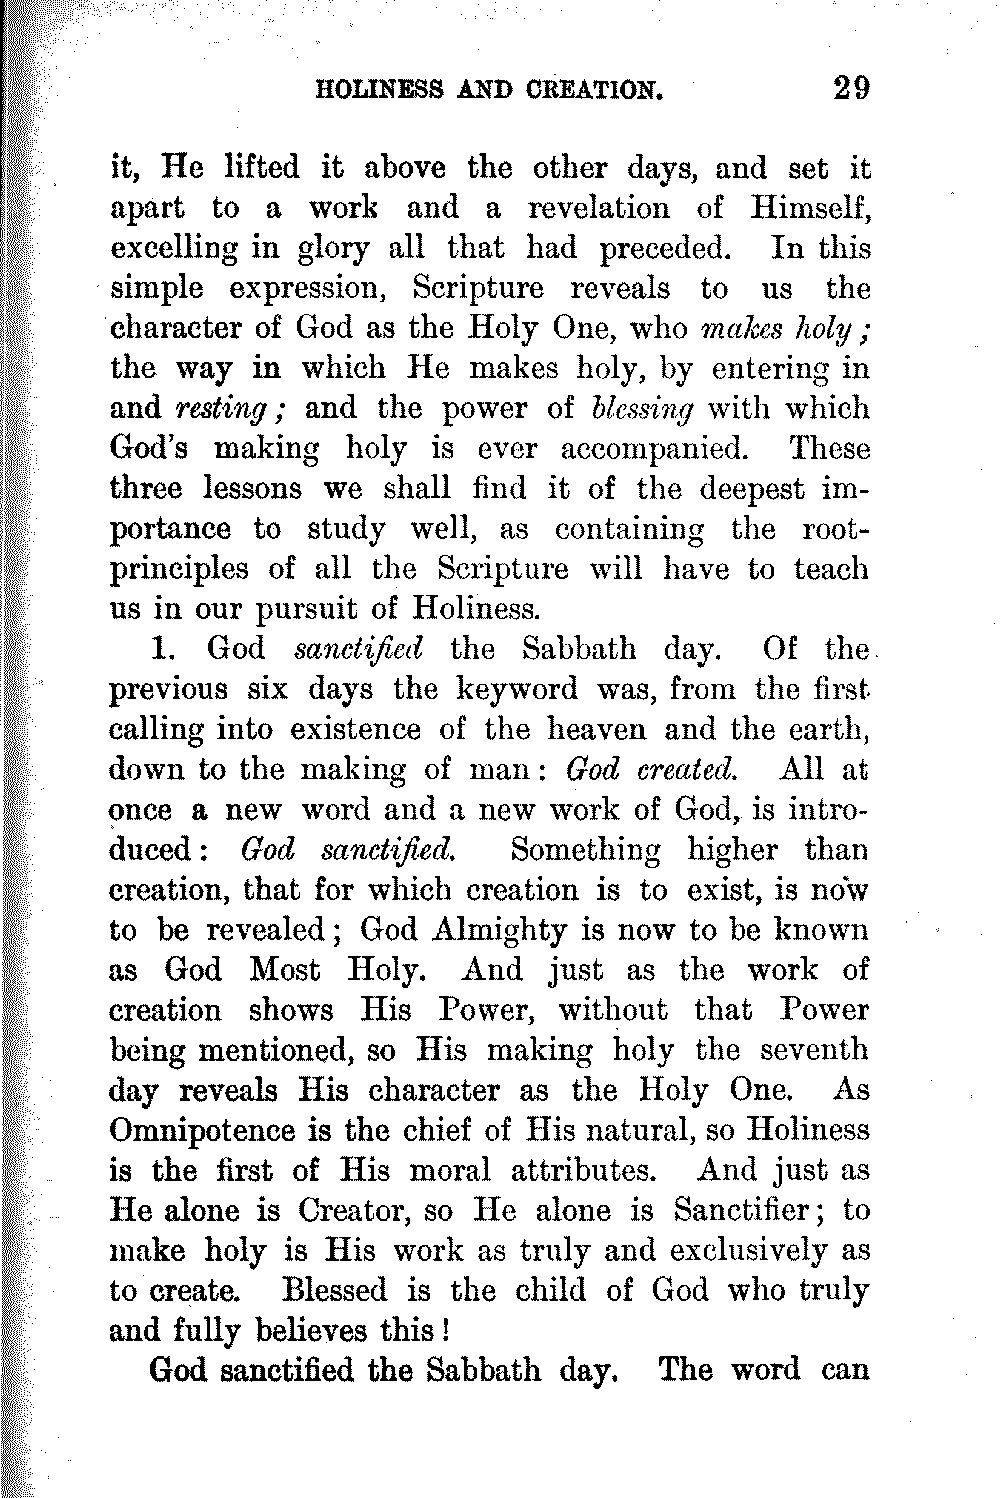 HOLINESS AND CREATION. 29
it, He lifted it above the other days, and set it
apart to a work and a revelation of Himself,
excelling in glory all that had preceded. In this
simple expression, Scripture reveals to us the
character of God as the Holy One, who makes holy;
the way in which He makes holy, by entering in
and resting; and the power of blessing with which
God's making holy is ever accompanied. These
three lessons we shall find it of the deepest im-
portance to study well, as containing the root-
principles of all the Scripture will have to teach
us in our pursuit of Holiness.
1. God sanctified the Sabbath day. Of the
previous six days the keyword was, from the first
calling into existence of the heaven and the earth,
down to the making of man: God created. All at
once a new word and a new work of God, is intro-
duced: God sanctified. Something higher than
creation, that for which creation is to exist, is now
to be revealed; God Almighty is now to be known
as God Most Holy. And just as the work of
creation shows His Power, without that Power
being mentioned, so His making holy the seventh
day reveals His character as the Holy One. As
Omnipotence is the chief of His natural, so Holiness
is the first of His moral attributes. And just as
He alone is Creator, so He alone is Sanctifier; to
make holy is His work as truly and exclusively as
to create. Blessed is the child of God who truly
and fully believes this!
God sanctified the Sabbath day. The word can